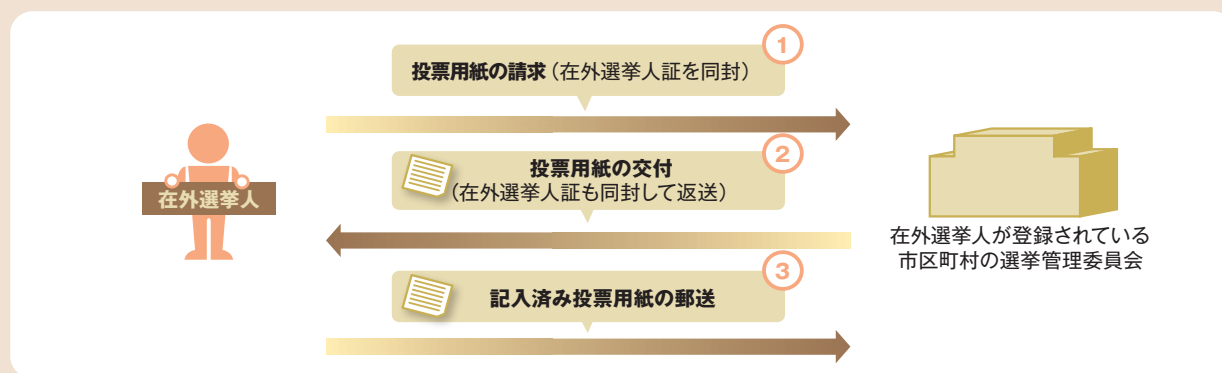 ①
投票用紙の請求(在外選挙人証を同封)
在外選挙人
②
投票用紙の交付
(在外選挙人証も同封して返送)
在外選挙人が登録されている
市区町村の選挙管理委員会
③
記入済み投票用紙の郵送